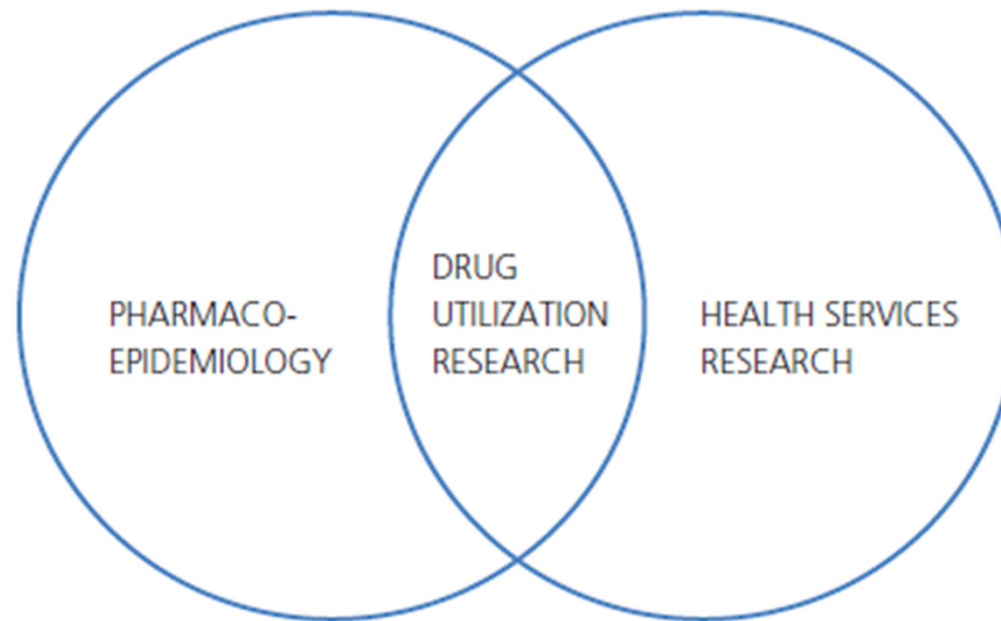 PHARMACO-
EPIDEMIOLOGY
DRUG
UTILIZATION
RESEARCH
HEALTH SERVICES
RESEARCH